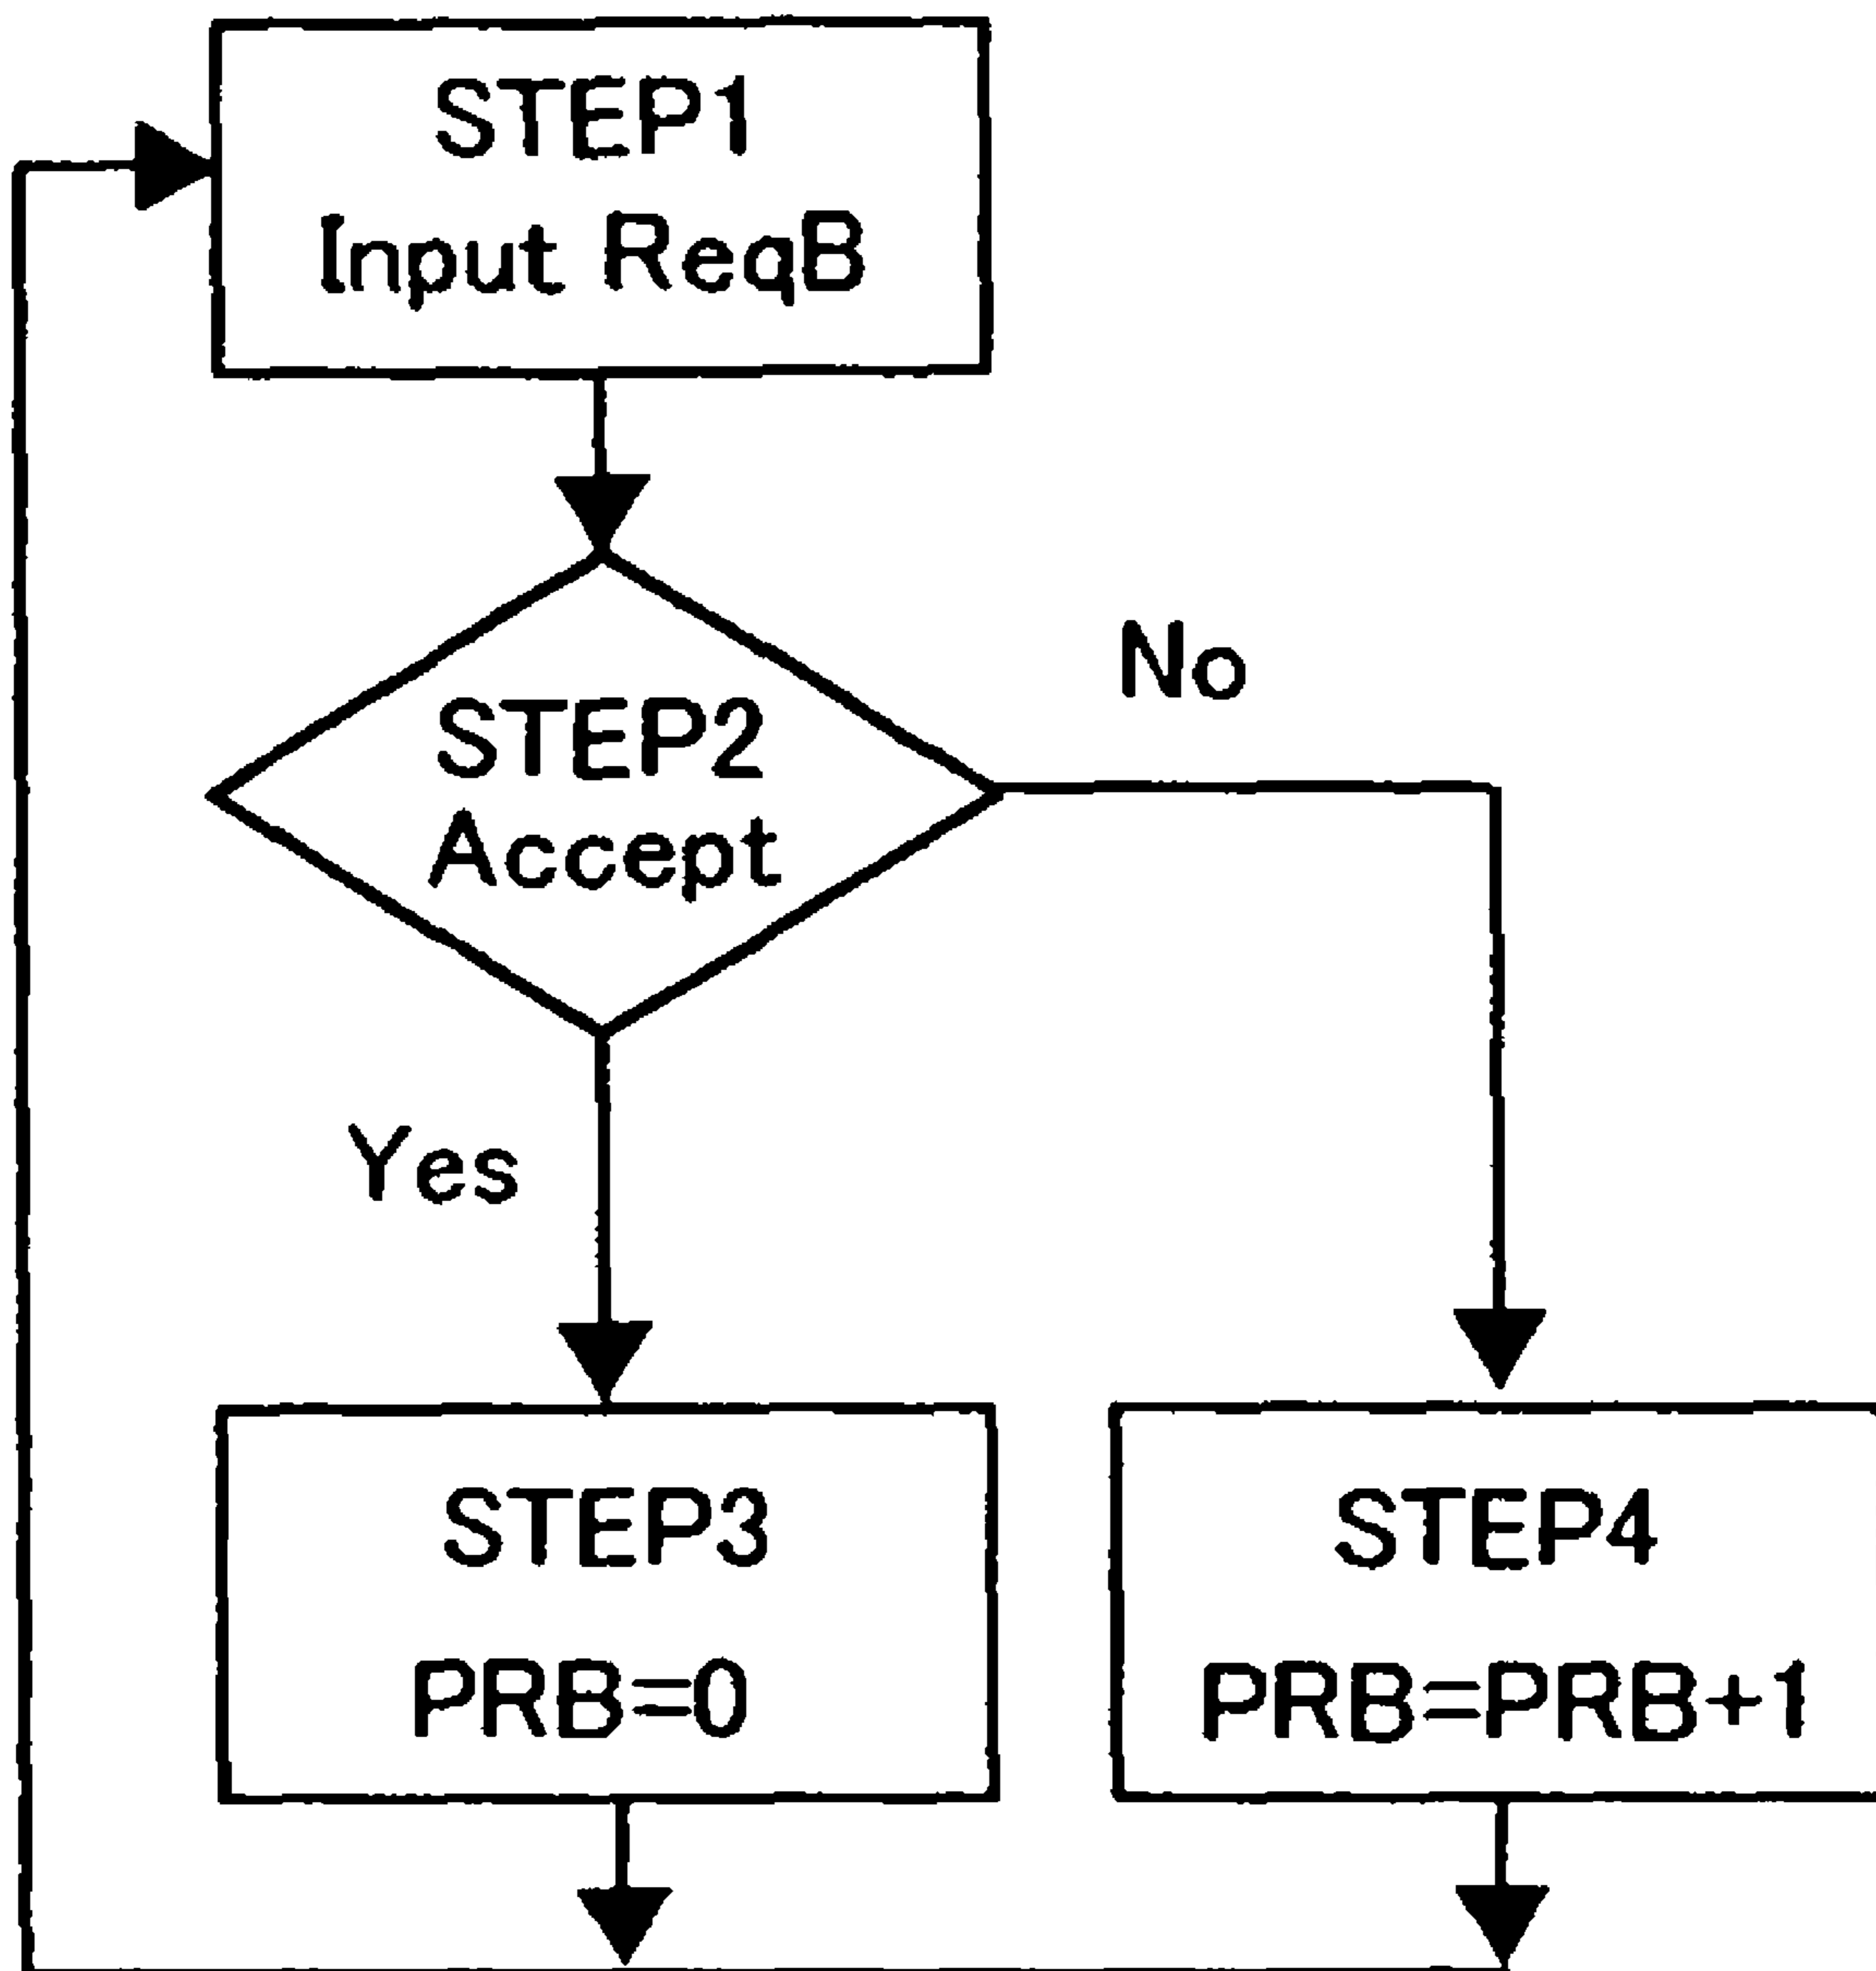 STEP1
Input ReqB
No
STEP2
Accept
Yes
STEP3
PRB=0
STEP4
PRB=PRB+1